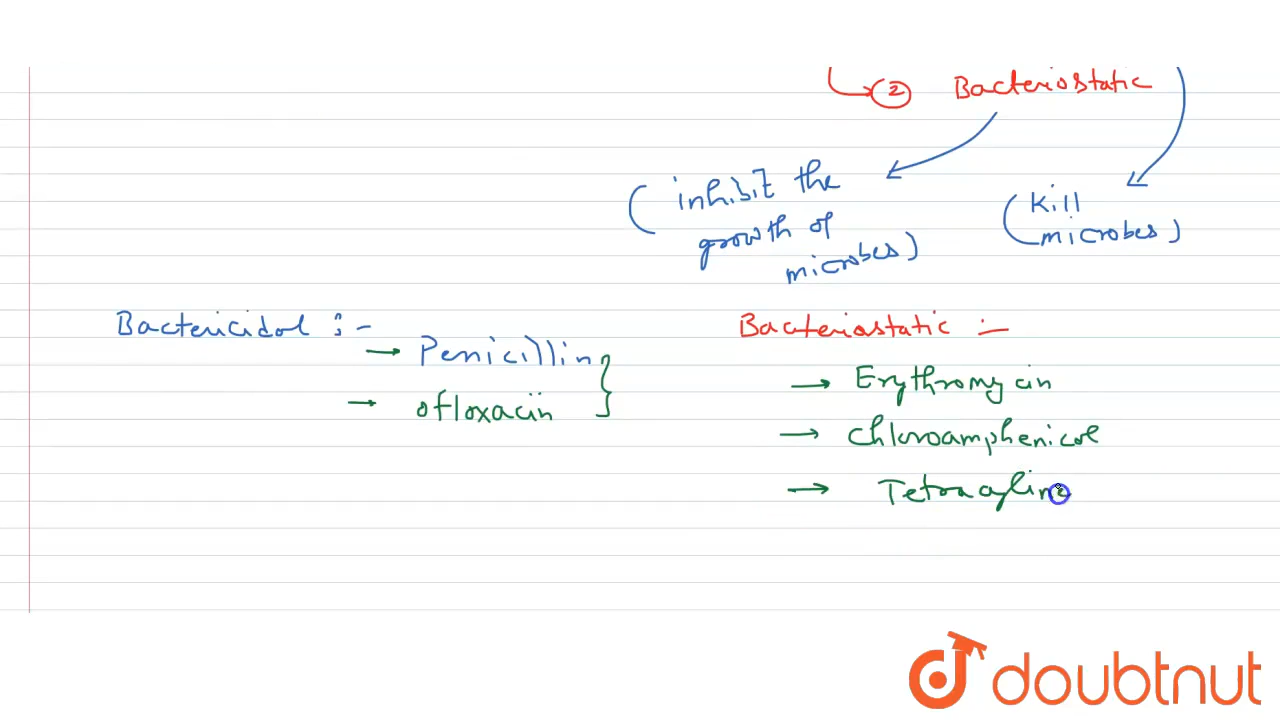 ② Bacteriostatic
(inhibit the
growth of
microbes)
(Kill
microbes)
Bactericidal :-
→ Penicillin
→ ofloxacin }
Bacteriostatic :-
→ Erythromycin
→ Chloroamphenicol
→ Tetracyline
doubtnut